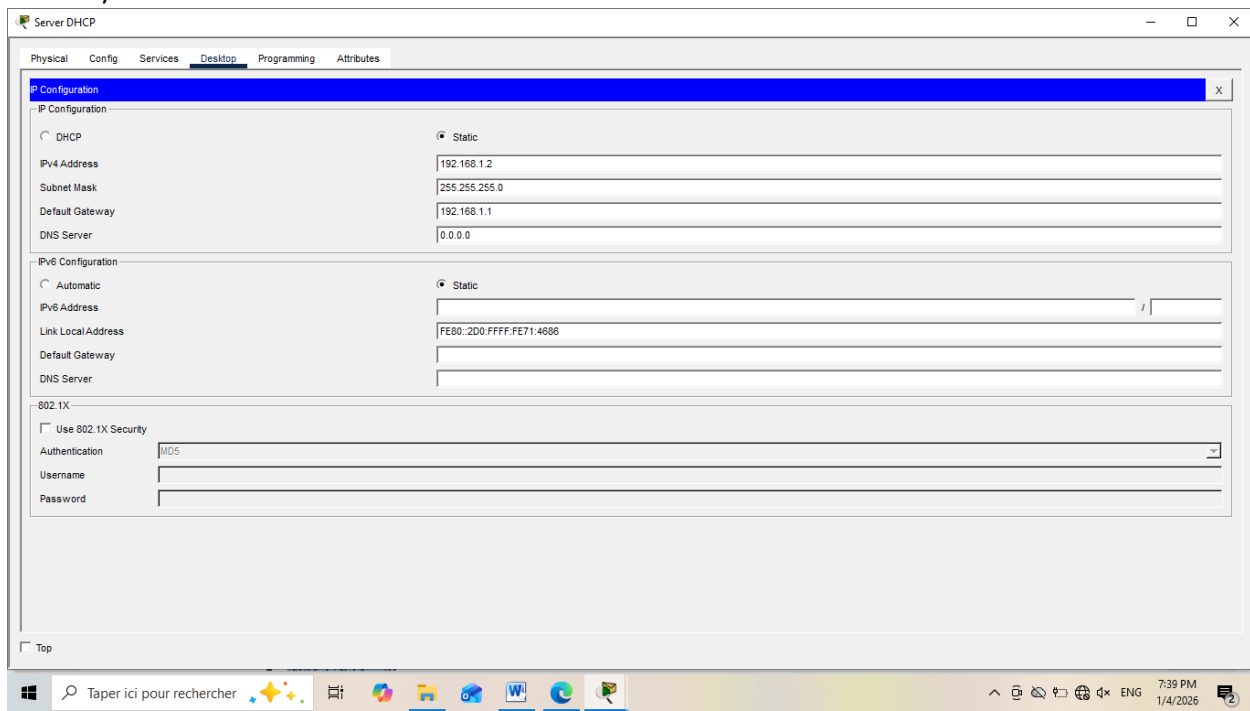 Server DHCP
Physical Config Services Desktop Programming Attributes
IP Configuration X
IP Configuration
DHCP Static
IPv4 Address 192.168.1.2
Subnet Mask 255.255.255.0
Default Gateway 192.168.1.1
DNS Server 0.0.0.0
IPv6 Configuration
Automatic Static
IPv6 Address /
Link Local Address FE80::2D0:FFFF:FE71:4686
Default Gateway
DNS Server
802.1X
Use 802.1X Security
Authentication MD5
Username
Password
Top
Taper ici pour rechercher ENG 7:39 PM
1/4/2026 2